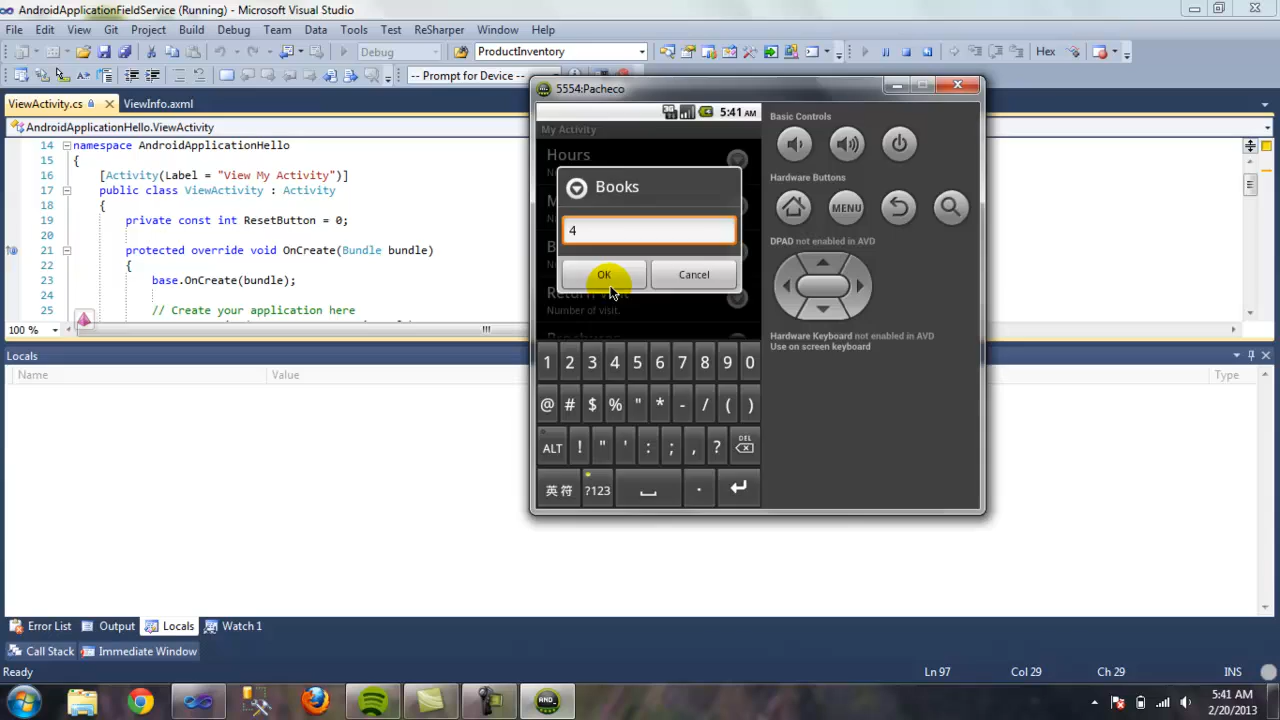 AndroidApplicationFieldService (Running) - Microsoft Visual Studio
File Edit View Git Project Build Debug Team Data Tools Test ReSharper Window Help
Debug ProductInventory Hex
-- Prompt for Device --
ViewActivity.cs ViewInfo.axml
AndroidApplicationHello.ViewActivity
14 namespace AndroidApplicationHello
15 {
16 [Activity(Label = "View My Activity")]
17 public class ViewActivity : Activity
18 {
19 private const int ResetButton = 0;
20
21 protected override void OnCreate(Bundle bundle)
22 {
23 base.OnCreate(bundle);
24
25 // Create your application here
100 %
Locals
Name Value Type
5554:Pacheco
3G 5:41 AM
My Activity
Hours
Books
4
OK Cancel
Number of visit.
1 2 3 4 5 6 7 8 9 0
@ # $ % " * - / ( )
ALT ! " ' : ; , ? DEL
英 符 ?123 .
Basic Controls
Hardware Buttons
MENU
DPAD not enabled in AVD
Hardware Keyboard not enabled in AVD
Use on screen keyboard
Error List Output Locals Watch 1
Call Stack Immediate Window
Ready Ln 97 Col 29 Ch 29 INS
5:41 AM
2/20/2013